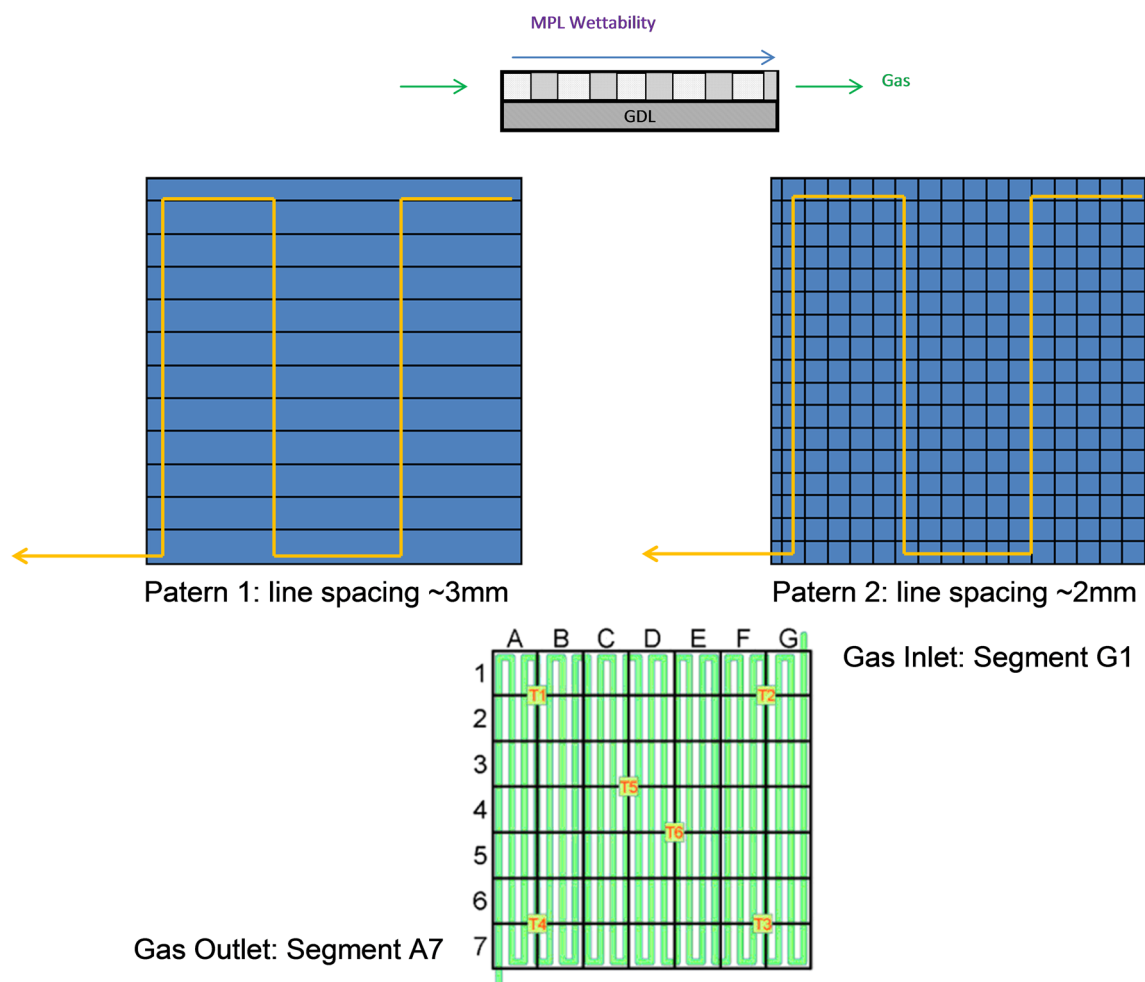 MPL Wettability
Gas
GDL
Patern 1: line spacing ~3mm
Patern 2: line spacing ~2mm
A B C D E F G
Gas Inlet: Segment G1
1
T1 T2
2
3
T5
4
T6
5
6
T4 T3
7
Gas Outlet: Segment A7